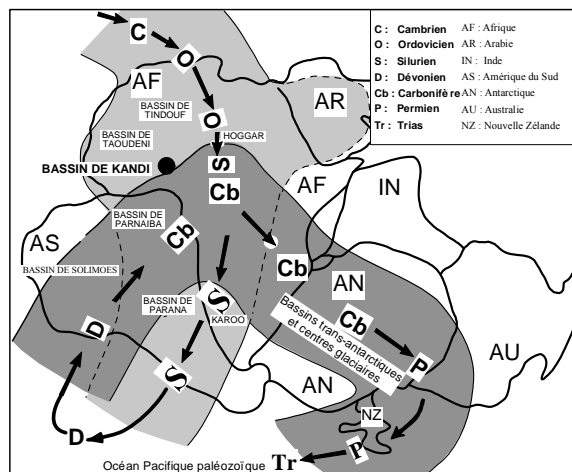 C : Cambrien AF : Afrique
O : Ordovicien AR : Arabie
S : Silurien IN : Inde
D : Dévonien AS : Amérique du Sud
Cb : Carbonifère AN : Antarctique
P : Permien AU : Australie
Tr : Trias NZ : Nouvelle Zélande
C
O
AF
BASSIN DE
TINDOUF
AR
O
HOGGAR
BASSIN DE
TAOUDENI
S
BASSIN DE KANDI
Cb
AF
IN
BASSIN DE
PARNAIBA
Cb
AS
BASSIN DE SOLIMOES
Cb
AN
BASSIN DE
PARANA
S
KAROO
Cb
Bassins trans-antarctiques
et centres glaciaires
D
P
AU
S
AN
NZ
D
P
Océan Pacifique paléozoïque Tr